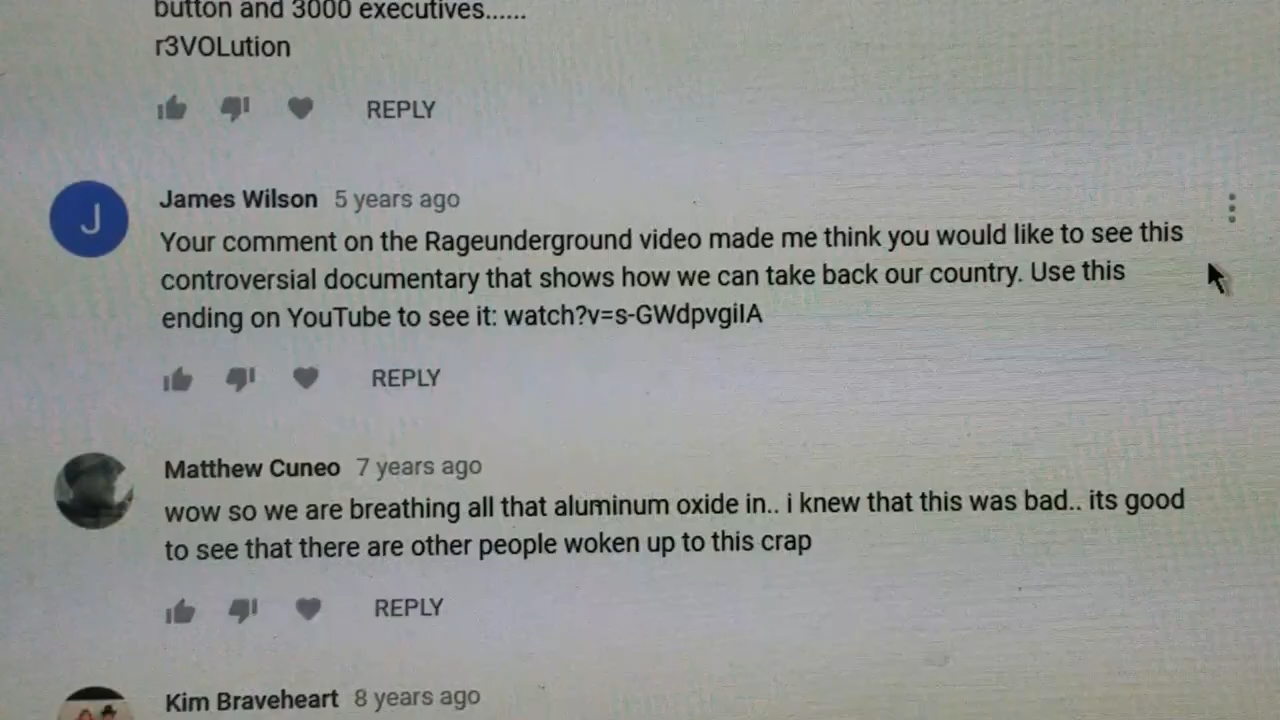 button and 3000 executives......
r3VOLution
REPLY
J
James Wilson 5 years ago
Your comment on the Rageunderground video made me think you would like to see this
controversial documentary that shows how we can take back our country. Use this
ending on YouTube to see it: watch?v=s-GWdpvgiIA
REPLY
Matthew Cuneo 7 years ago
wow so we are breathing all that aluminum oxide in.. i knew that this was bad.. its good
to see that there are other people woken up to this crap
REPLY
Kim Braveheart 8 years ago